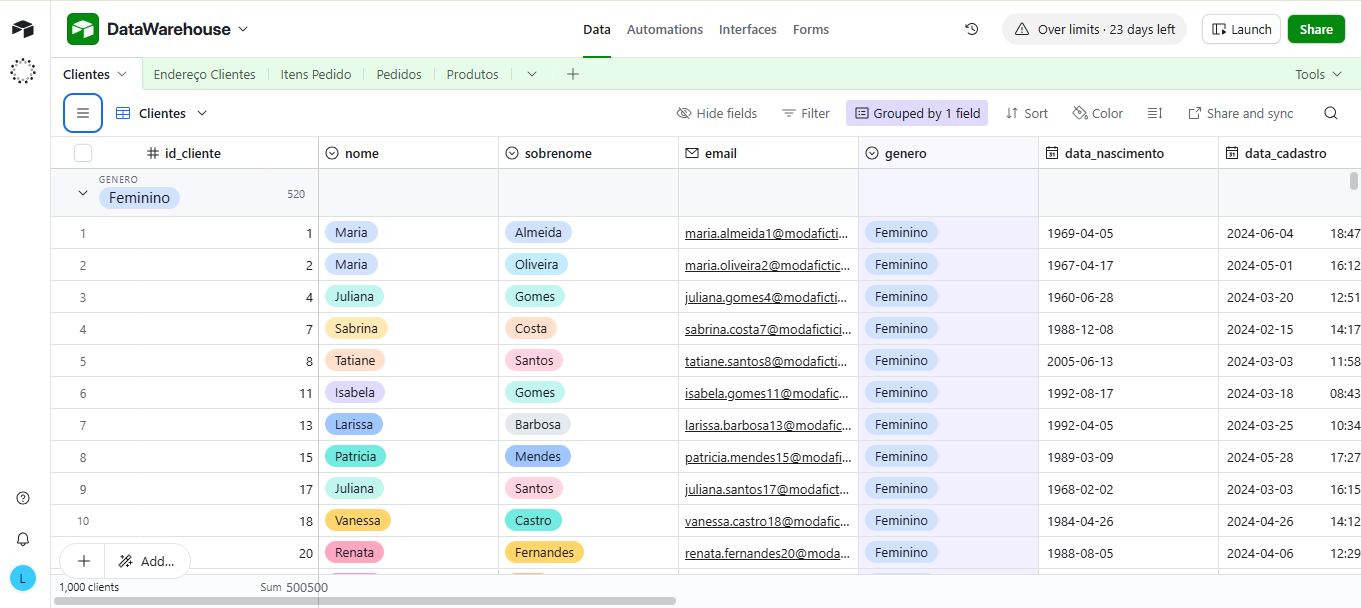 DataWarehouse
Data Automations Interfaces Forms
Over limits · 23 days left
Launch
Share
Clientes Endereço Clientes Itens Pedido Pedidos Produtos
Tools
Clientes
Hide fields Filter Grouped by 1 field Sort Color Share and sync
id_cliente nome sobrenome email genero data_nascimento data_cadastro
GENERO
Feminino 520
1 1 Maria Almeida maria.almeida1@modaficti... Feminino 1969-04-05 2024-06-04 18:47
2 2 Maria Oliveira maria.oliveira2@modafictic... Feminino 1967-04-17 2024-05-01 16:12
3 4 Juliana Gomes juliana.gomes4@modaficti... Feminino 1960-06-28 2024-03-20 12:51
4 7 Sabrina Costa sabrina.costa7@modafictici... Feminino 1988-12-08 2024-02-15 14:17
5 8 Tatiane Santos tatiane.santos8@modaficti... Feminino 2005-06-13 2024-03-03 11:58
6 11 Isabela Gomes isabela.gomes11@modafic... Feminino 1992-08-17 2024-03-18 08:43
7 13 Larissa Barbosa larissa.barbosa13@modafic... Feminino 1992-04-05 2024-03-25 10:34
8 15 Patricia Mendes patricia.mendes15@modafi... Feminino 1989-03-09 2024-05-28 17:27
9 17 Juliana Santos juliana.santos17@modafict... Feminino 1968-02-02 2024-03-03 16:15
10 18 Vanessa Castro vanessa.castro18@modafic... Feminino 1984-04-26 2024-04-26 14:12
20 Renata Fernandes renata.fernandes20@moda... Feminino 1988-08-05 2024-04-06 12:29
Add...
L
1,000 clients Sum 500500